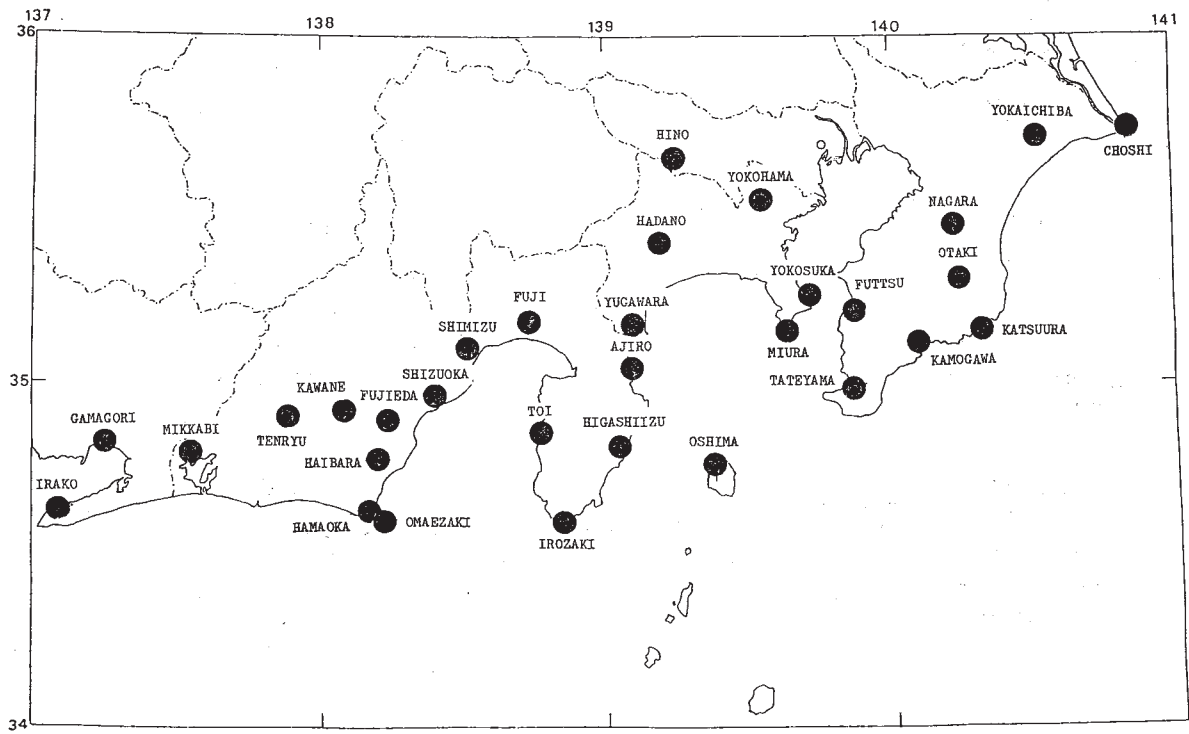 137
138
139
140
141
36
YOKAICHIBA
HINO
CHOSHI
YOKOHAMA
NAGARA
HADANO
OTAKI
YOKOSUKA
FUTTSU
FUJI
YUGAWARA
SHIMIZU
KATSUURA
AJIRO
MIURA
KAMOGAWA
35
SHIZUOKA
TATEYAMA
KAWANE
FUJIEDA
GAMAGORI
TOI
HIGASHIIZU
MIKKABI
TENRYU
OSHIMA
HAIBARA
IRAKO
HAMAOKA
OMAEZAKI
IROZAKI
34